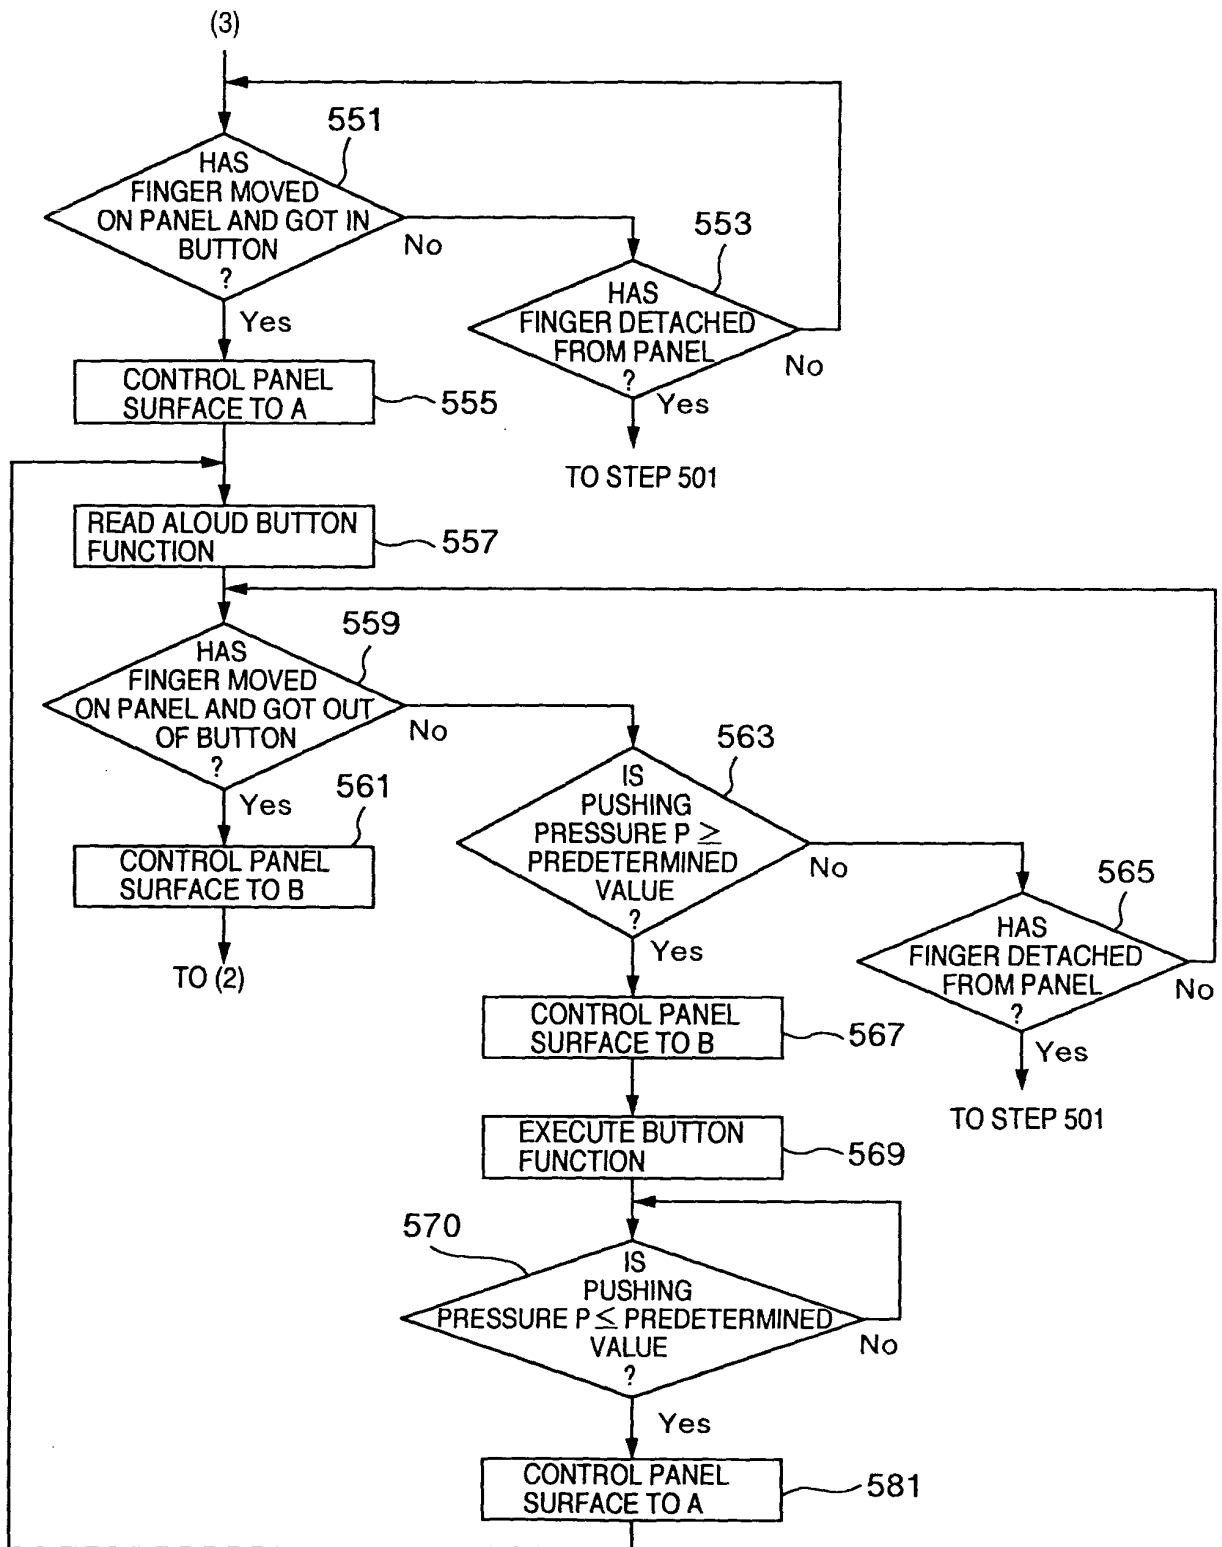 (3)
551
HAS
FINGER MOVED
ON PANEL AND GOT IN
BUTTON
?
No
Yes
553
HAS
FINGER DETACHED
FROM PANEL
?
No
Yes
TO STEP 501
CONTROL PANEL
SURFACE TO A
555
READ ALOUD BUTTON
FUNCTION
557
559
HAS
FINGER MOVED
ON PANEL AND GOT OUT
OF BUTTON
?
No
Yes
561
CONTROL PANEL
SURFACE TO B
TO (2)
563
IS
PUSHING
PRESSURE P ≥
PREDETERMINED
VALUE
?
No
Yes
565
HAS
FINGER DETACHED
FROM PANEL
?
No
Yes
TO STEP 501
CONTROL PANEL
SURFACE TO B
567
EXECUTE BUTTON
FUNCTION
569
570
IS
PUSHING
PRESSURE P ≤ PREDETERMINED
VALUE
?
No
Yes
CONTROL PANEL
SURFACE TO A
581